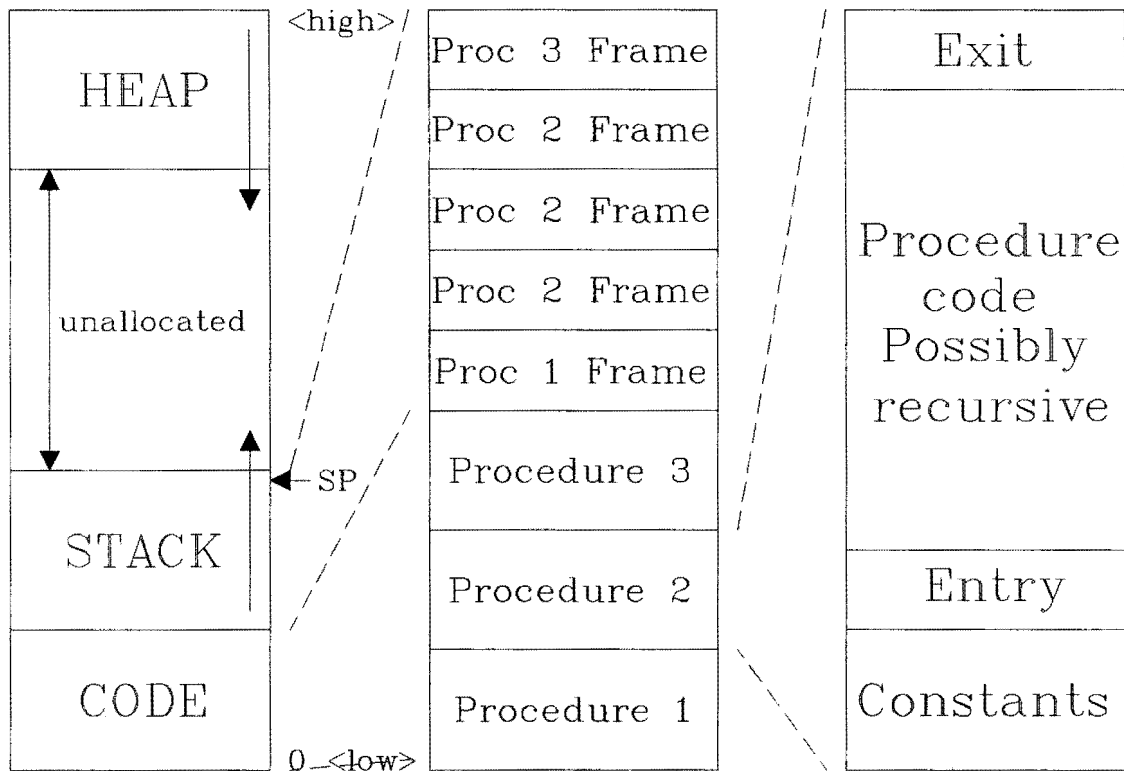 <high>
HEAP
unallocated
SP
STACK
CODE
0 <low>
Proc 3 Frame
Proc 2 Frame
Proc 2 Frame
Proc 2 Frame
Proc 1 Frame
Procedure 3
Procedure 2
Procedure 1
Exit
Procedure
code
Possibly
recursive
Entry
Constants